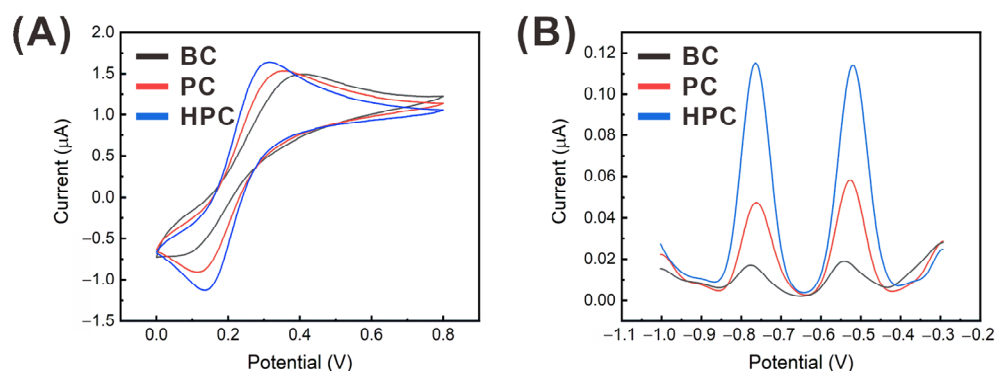 (A)
BC
PC
HPC
Current (μA)
2.0
1.5
1.0
0.5
0.0
−0.5
−1.0
−1.5
0.0 0.2 0.4 0.6 0.8
Potential (V)
(B)
BC
PC
HPC
Current (μA)
0.12
0.10
0.08
0.06
0.04
0.02
0.00
−1.1 −1.0 −0.9 −0.8 −0.7 −0.6 −0.5 −0.4 −0.3 −0.2
Potential (V)